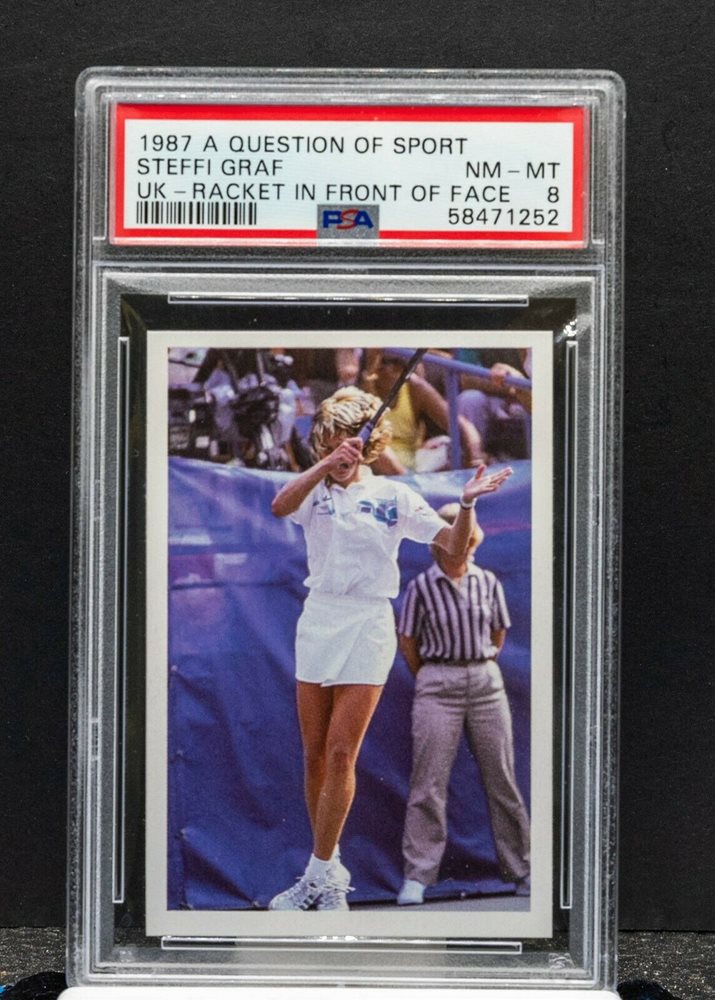 1987 A QUESTION OF SPORT
STEFFI GRAF NM - MT
UK - RACKET IN FRONT OF FACE 8
PSA 58471252